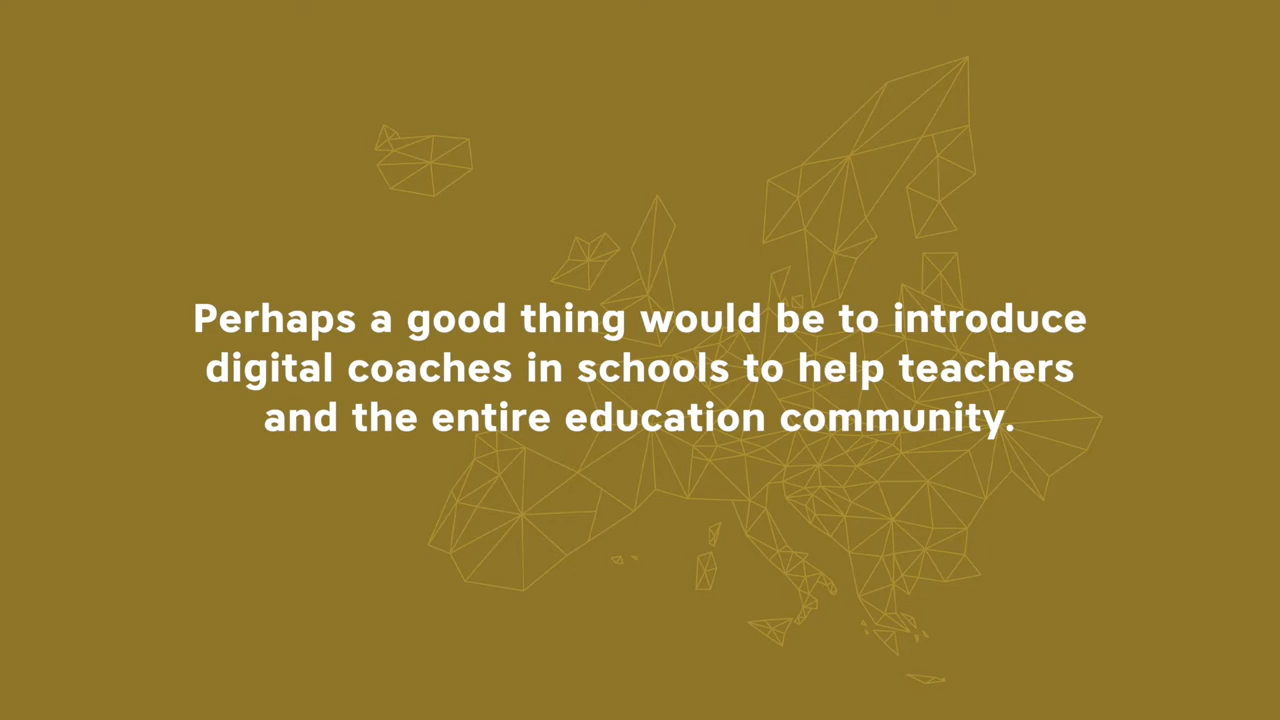 Perhaps a good thing would be to introduce
digital coaches in schools to help teachers
and the entire education community.